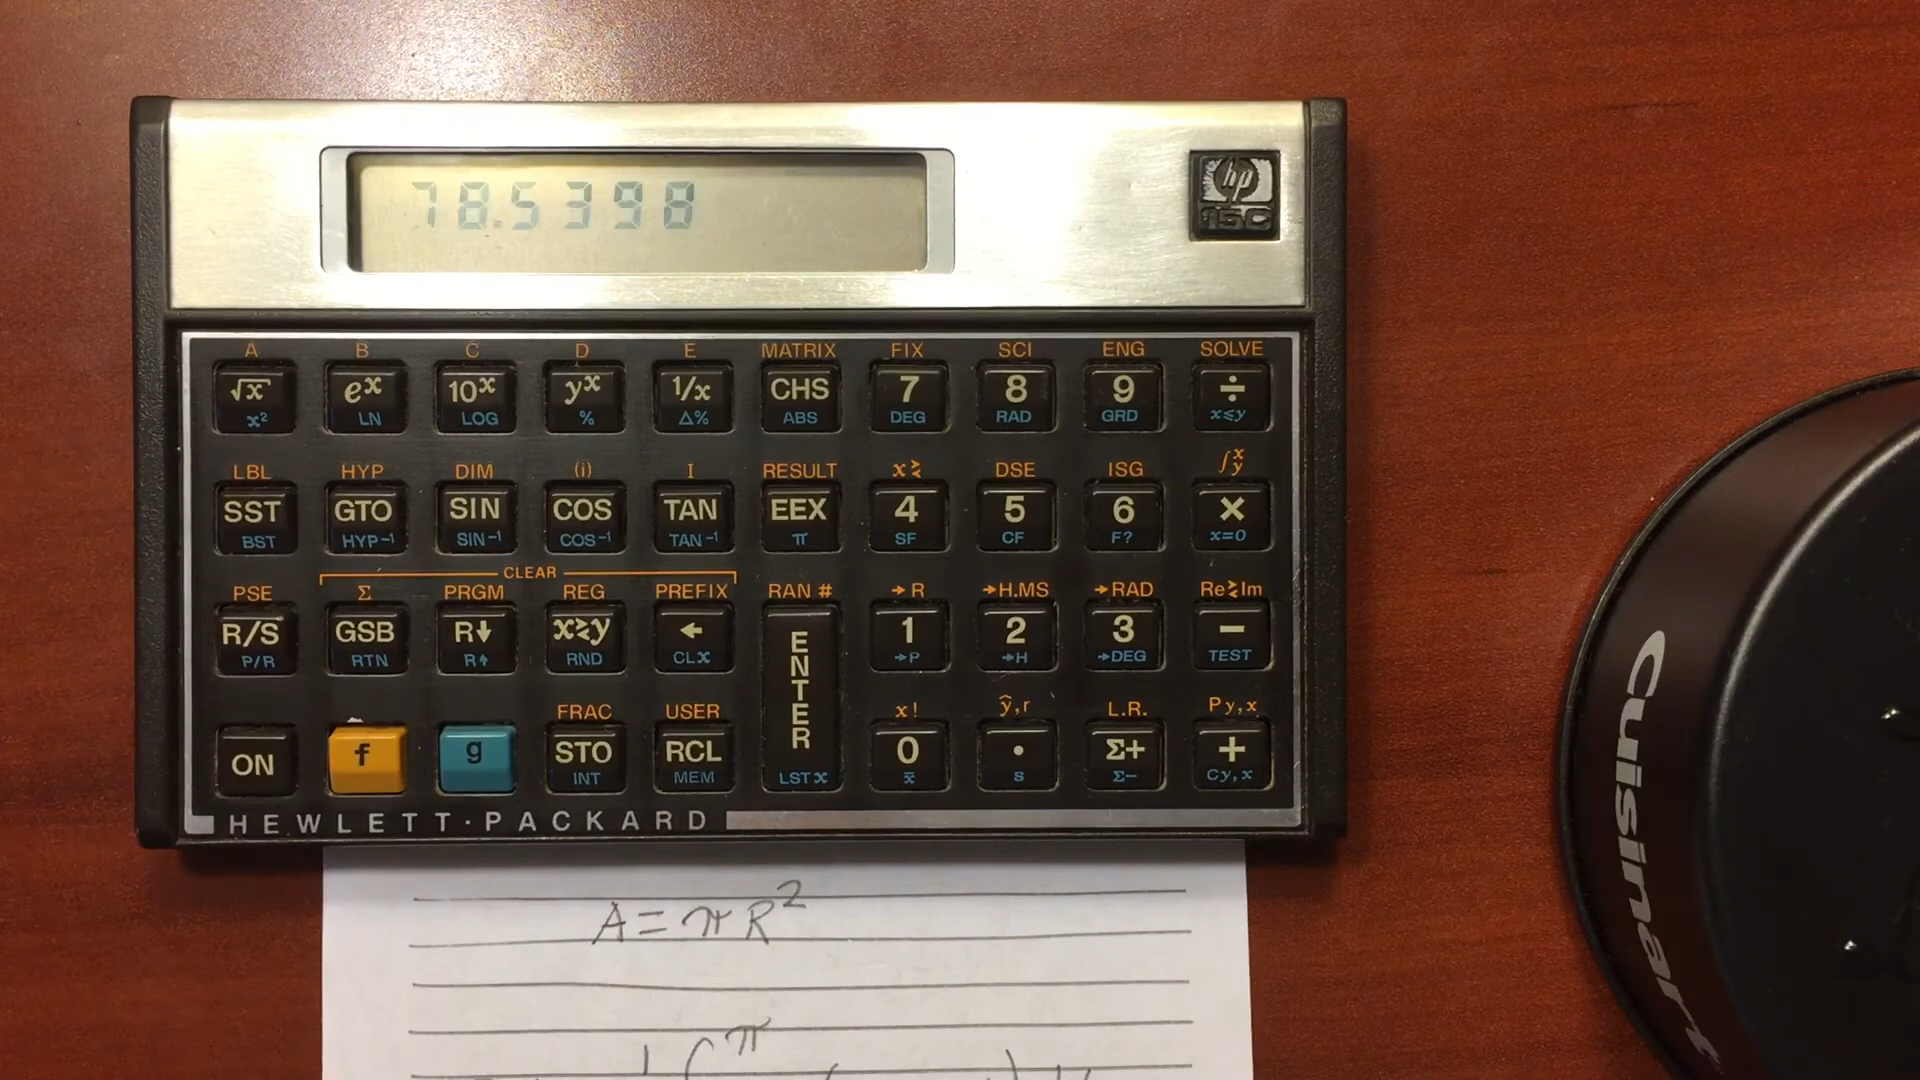 78.5398
hp
15C
A B C D E MATRIX FIX SCI ENG SOLVE
√x eˣ 10ˣ yˣ 1/x CHS 7 8 9 ÷
x² LN LOG % Δ% ABS DEG RAD GRD x≤y
LBL HYP DIM (i) I RESULT x≷ DSE ISG ∫xy
SST GTO SIN COS TAN EEX 4 5 6 ×
BST HYP⁻¹ SIN⁻¹ COS⁻¹ TAN⁻¹ π SF CF F? x=0
CLEAR
PSE Σ PRGM REG PREFIX RAN # →R →H.MS →RAD Re≷Im
R/S GSB R↓ x≷y ← ENTER 1 2 3 −
P/R RTN R↑ RND CLx →P →H →DEG TEST
FRAC USER x! ŷ,r L.R. Py,x
ON f g STO RCL 0 • Σ+ +
INT MEM LSTx x̄ s Σ− Cy,x
HEWLETT·PACKARD
A = πR²
π
Cuisinart